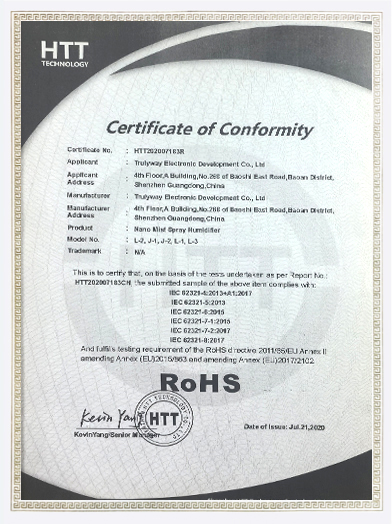 HTT
TECHNOLOGY
Certificate of Conformity
Certificate No. : HTT202007183R
Applicant : Trulyway Electronic Development Co., Ltd
Applicant Address : 4th Floor,A Building,No.268 of Baoshi East Road,Baoan District,
Shenzhen Guangdong,China
Manufacturer : Trulyway Electronic Development Co., Ltd
Manufacturer Address : 4th Floor,A Building,No.268 of Baoshi East Road,Baoan District,
Shenzhen Guangdong,China
Product : Nano Mist Spray Humidifier
Model No. : L-2, J-1, J-2, L-1, L-3
Trademark : N/A
This is to certify that, on the basis of the tests undertaken as per Report No.:
HTT202007183CN, the submitted sample of the above item complies with:
IEC 62321-4:2013+A1:2017
IEC 62321-5:2013
IEC 62321-6:2015
IEC 62321-7-1:2015
IEC 62321-7-2:2017
IEC 62321-8:2017
And fulfills testing requirement of the RoHS directive 2011/65/EU Annex II
amending Annex (EU)2015/863 and amending Annex (EU)2017/2102.
RoHS
Kevin Yang
HTT
KevinYang/Senior Manager
Date of Issue: Jul.21,2020